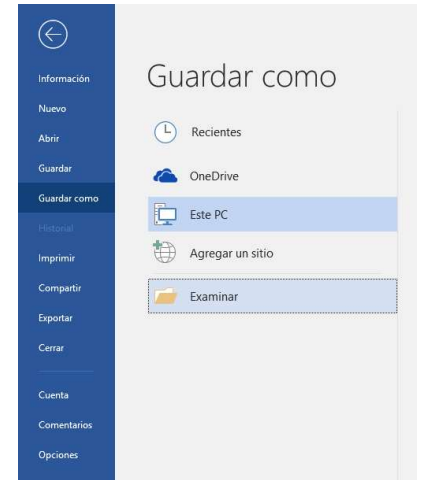 Información
Nuevo
Abrir
Guardar
Guardar como
Historial
Imprimir
Compartir
Exportar
Cerrar
Cuenta
Comentarios
Opciones
Guardar como
Recientes
OneDrive
Este PC
Agregar un sitio
Examinar